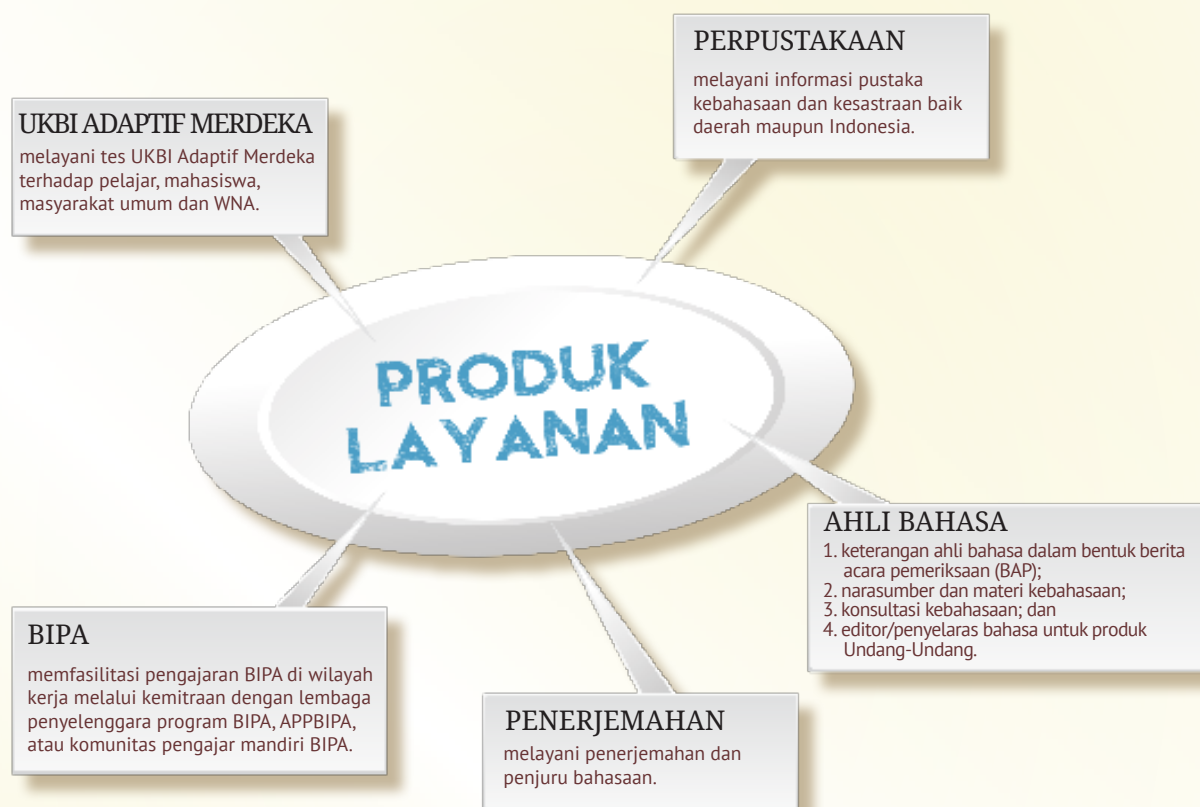 PERPUSTAKAAN
melayani informasi pustaka
kebahasaan dan kesastraan baik
daerah maupun Indonesia.
UKBI ADAPTIF MERDEKA
melayani tes UKBI Adaptif Merdeka
terhadap pelajar, mahasiswa,
masyarakat umum dan WNA.
PRODUK
LAYANAN
AHLI BAHASA
1. keterangan ahli bahasa dalam bentuk berita
acara pemeriksaan (BAP);
2. narasumber dan materi kebahasaan;
3. konsultasi kebahasaan; dan
4. editor/penyelaras bahasa untuk produk
Undang-Undang.
BIPA
memfasilitasi pengajaran BIPA di wilayah
kerja melalui kemitraan dengan lembaga
penyelenggara program BIPA, APPBIPA,
atau komunitas pengajar mandiri BIPA.
PENERJEMAHAN
melayani penerjemahan dan
penjuru bahasaan.